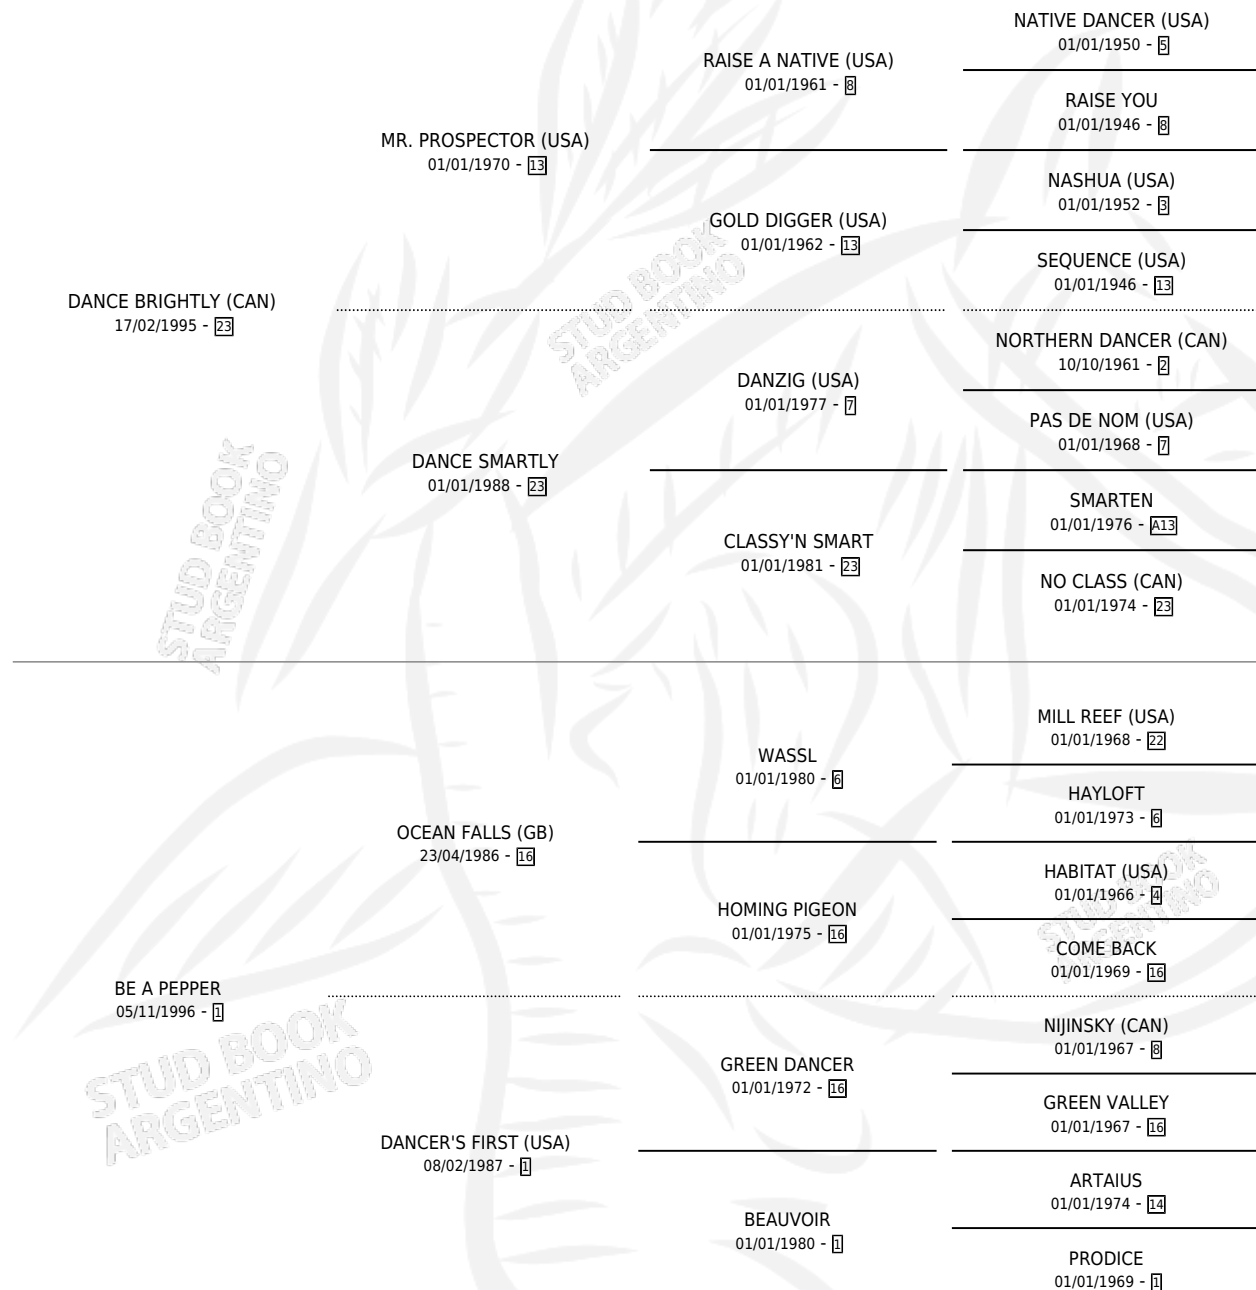 NATIVE DANCER (USA)
01/01/1950 - 5
RAISE A NATIVE (USA)
01/01/1961 - 8
RAISE YOU
01/01/1946 - 8
MR. PROSPECTOR (USA)
01/01/1970 - 13
NASHUA (USA)
01/01/1952 - 3
GOLD DIGGER (USA)
01/01/1962 - 13
SEQUENCE (USA)
01/01/1946 - 13
DANCE BRIGHTLY (CAN)
17/02/1995 - 23
NORTHERN DANCER (CAN)
10/10/1961 - 2
DANZIG (USA)
01/01/1977 - 7
PAS DE NOM (USA)
01/01/1968 - 7
DANCE SMARTLY
01/01/1988 - 23
SMARTEN
01/01/1976 - A13
CLASSY'N SMART
01/01/1981 - 23
NO CLASS (CAN)
01/01/1974 - 23
MILL REEF (USA)
01/01/1968 - 22
WASSL
01/01/1980 - 6
HAYLOFT
01/01/1973 - 6
OCEAN FALLS (GB)
23/04/1986 - 16
HABITAT (USA)
01/01/1966 - 4
HOMING PIGEON
01/01/1975 - 16
COME BACK
01/01/1969 - 16
BE A PEPPER
05/11/1996 - 1
NIJINSKY (CAN)
01/01/1967 - 8
GREEN DANCER
01/01/1972 - 16
GREEN VALLEY
01/01/1967 - 16
DANCER'S FIRST (USA)
08/02/1987 - 1
ARTAIUS
01/01/1974 - 14
BEAUVOIR
01/01/1980 - 1
PRODICE
01/01/1969 - 1
STUD BOOK
ARGENTINO
STUD BOOK
ARGENTINO
STUD BOOK
ARGENTINO
STUD BOOK
ARGENTINO